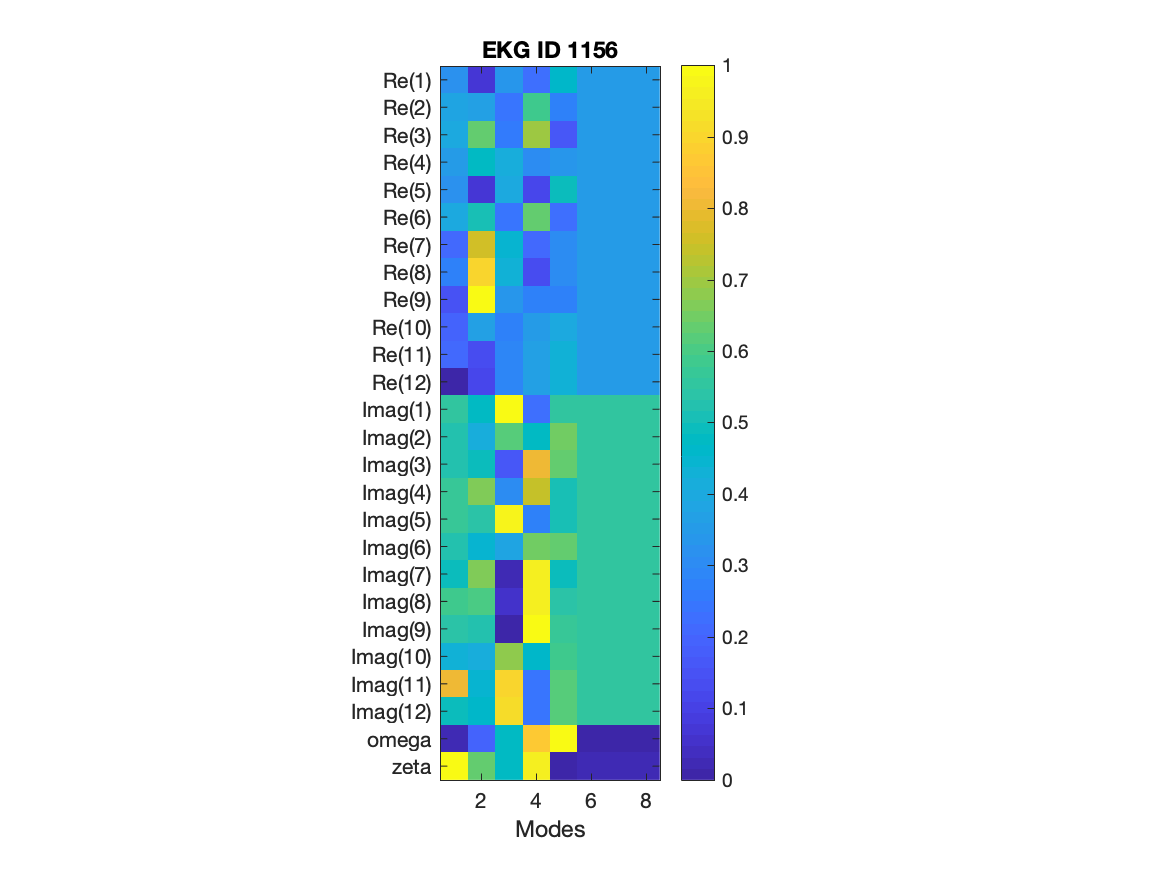 EKG ID 1156
Re(1)
Re(2)
Re(3)
Re(4)
Re(5)
Re(6)
Re(7)
Re(8)
Re(9)
Re(10)
Re(11)
Re(12)
Imag(1)
Imag(2)
Imag(3)
Imag(4)
Imag(5)
Imag(6)
Imag(7)
Imag(8)
Imag(9)
Imag(10)
Imag(11)
Imag(12)
omega
zeta
2 4 6 8
Modes
1
0.9
0.8
0.7
0.6
0.5
0.4
0.3
0.2
0.1
0